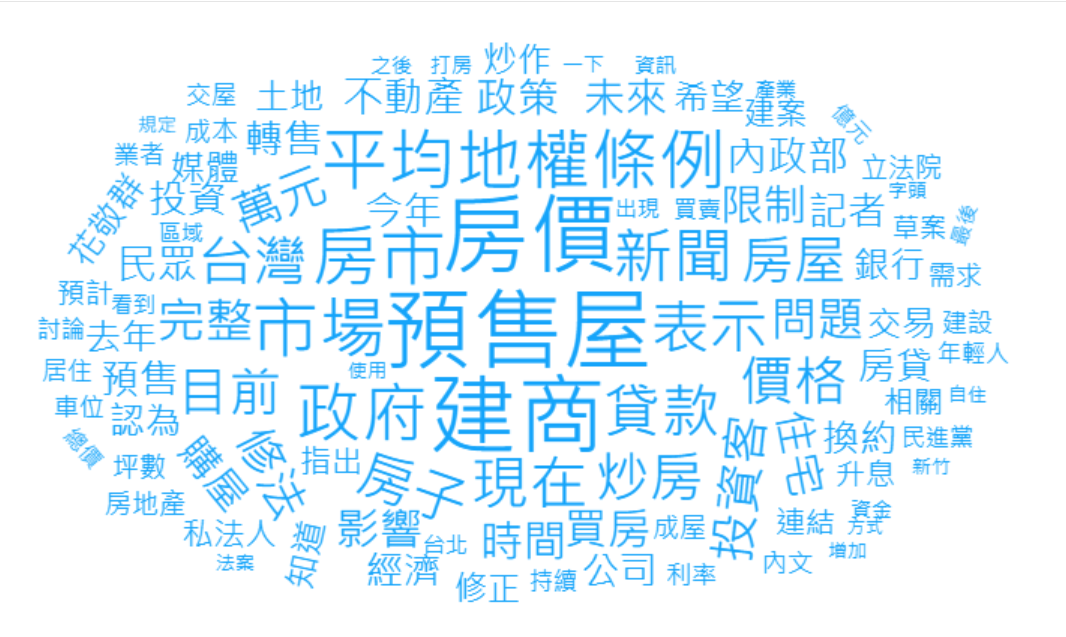 之後 打房 炒作 一下 資訊
交屋 土地 不動產 政策 未來 希望 產業
建案 億元
規定 成本 轉售 平均地權條例 內政部 立法院
業者 媒體 字頭
花敬群 投資 萬元 今年 房價 出現 買賣 限制 記者 草案 最後
區域
民眾 台灣 房市 新聞 房屋 銀行 需求
預計 看到 完整 市場 預售屋 表示 問題 交易 建設
討論 去年
居住 預售 目前 使用 價格 房貸 年輕人
車位 認為 政府 建商 貸款 相關 自住
總價 坪數 購屋 修法 指出 房子 現在 炒房 投資客 住宅 換約 民進黨
升息 新竹
房地產
私法人 知道 影響 台北 時間 買房 成屋 連結 資金
方式
法案 經濟 修正 持續 公司 利率 內文 增加